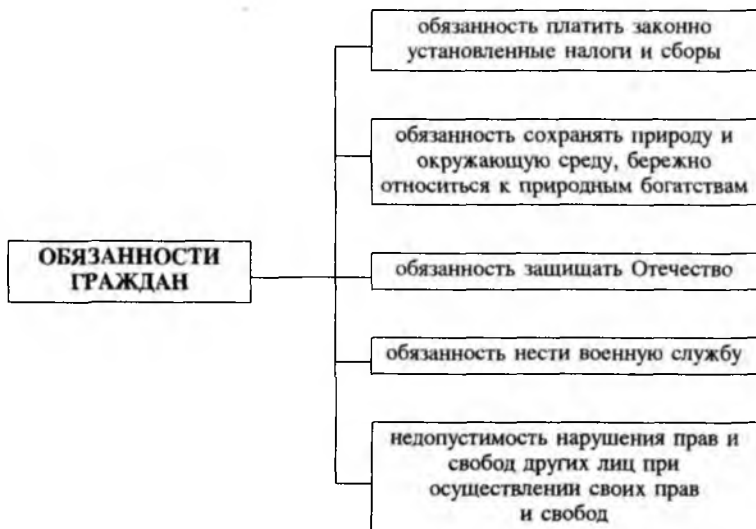 обязанность платить законно
установленные налоги и сборы
обязанность сохранять природу и
окружающую среду, бережно
относиться к природным богатствам
ОБЯЗАННОСТИ
ГРАЖДАН
обязанность защищать Отечество
обязанность нести военную службу
недопустимость нарушения прав и
свобод других лиц при
осуществлении своих прав
и свобод